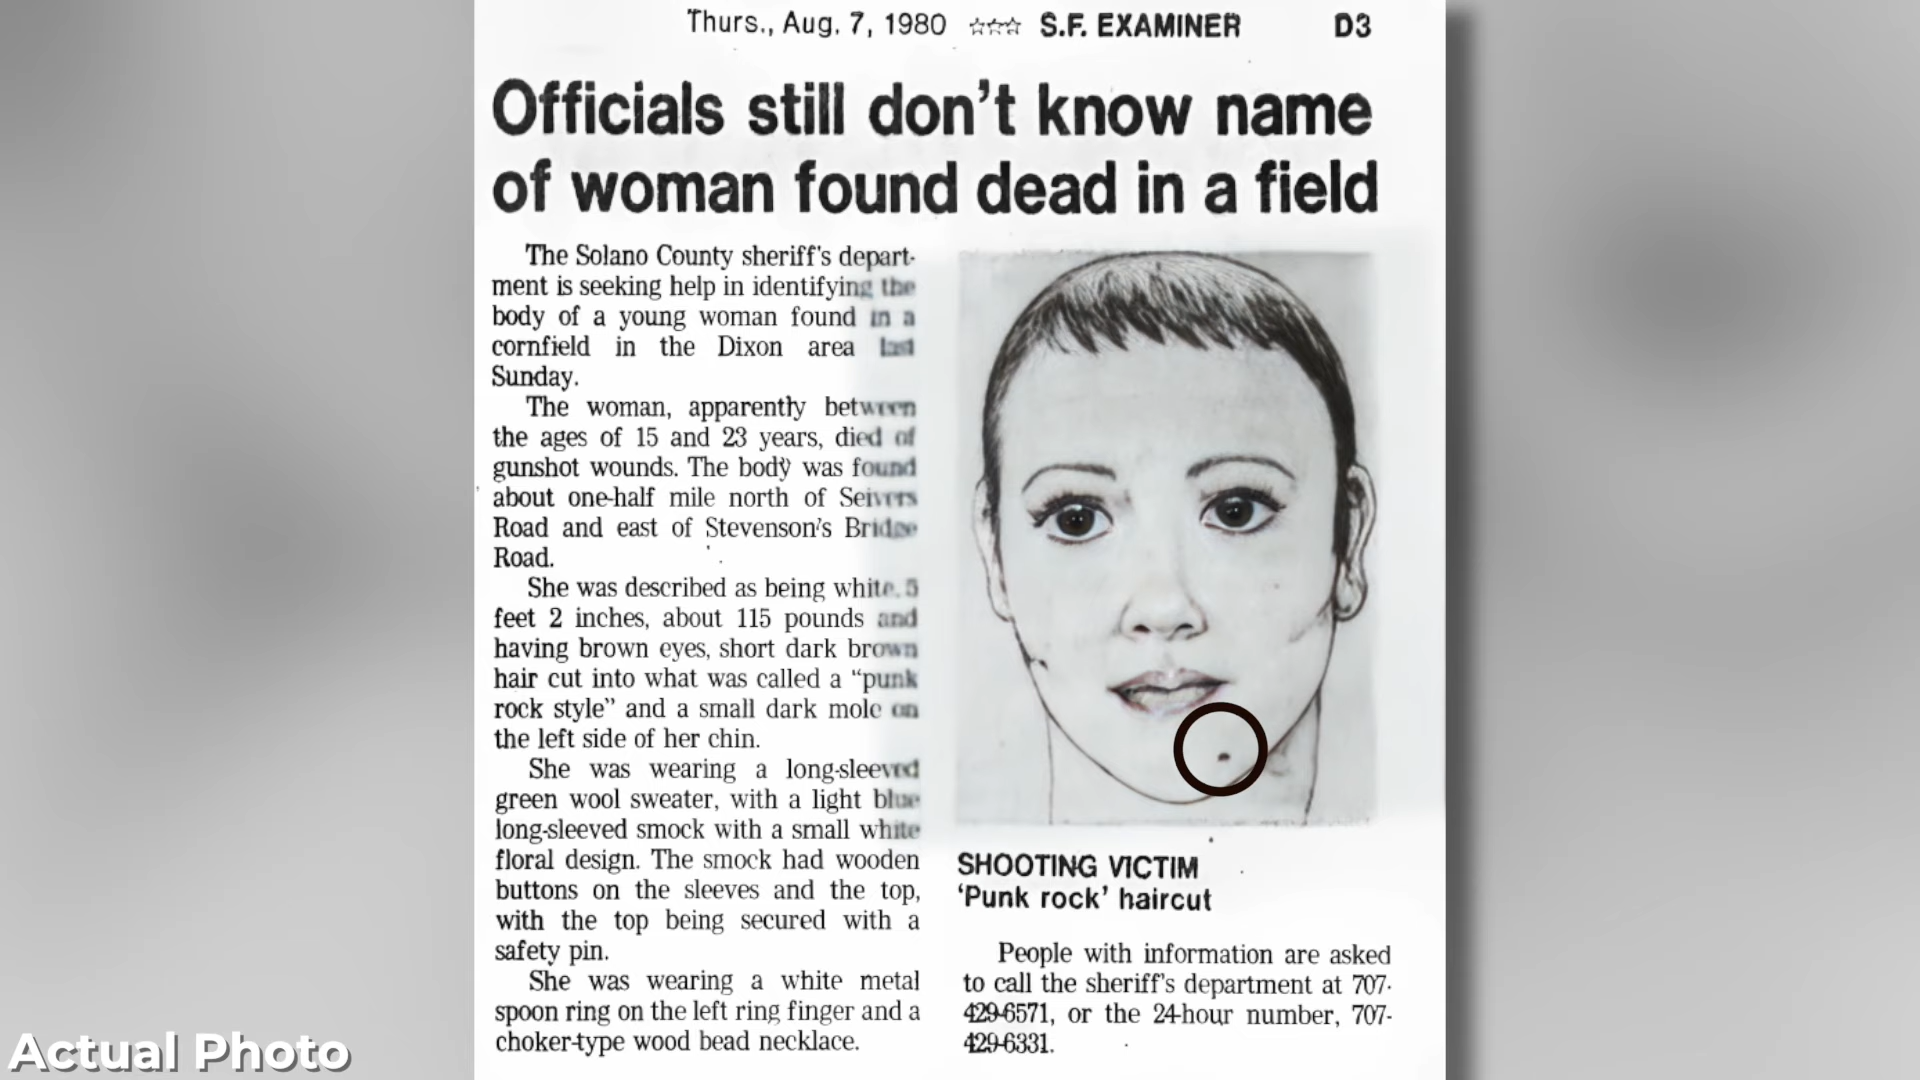 Thurs., Aug. 7, 1980 ☆☆☆ S.F. EXAMINER D3
Officials still don't know name
of woman found dead in a field
The Solano County sheriff's depart-
ment is seeking help in identifying the
body of a young woman found in a
cornfield in the Dixon area last
Sunday.
The woman, apparently between
the ages of 15 and 23 years, died of
gunshot wounds. The body was found
about one-half mile north of Seivers
Road and east of Stevenson's Bridge
Road.
She was described as being white, 5
feet 2 inches, about 115 pounds and
having brown eyes, short dark brown
hair cut into what was called a “punk
rock style” and a small dark mole on
the left side of her chin.
She was wearing a long-sleeved
green wool sweater, with a light blue
long-sleeved smock with a small white
floral design. The smock had wooden
buttons on the sleeves and the top,
with the top being secured with a
safety pin.
She was wearing a white metal
spoon ring on the left ring finger and a
choker-type wood bead necklace.
SHOOTING VICTIM
‘Punk rock’ haircut
People with information are asked
to call the sheriff's department at 707-
429-6571, or the 24-hour number, 707-
429-6331.
Actual Photo